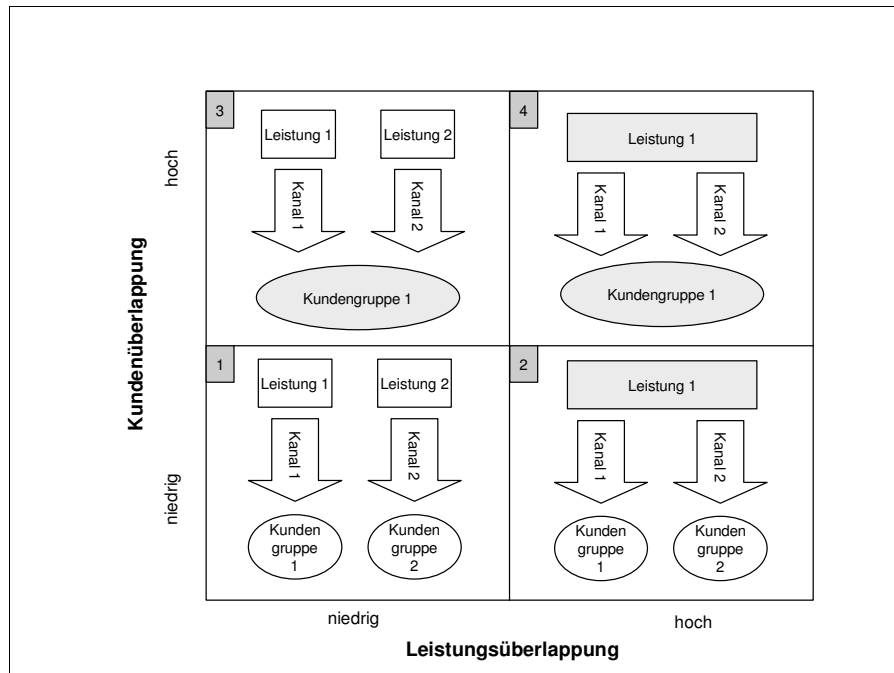 3
Leistung 1
Leistung 2
Kanal 1
Kanal 2
Kundengruppe 1
4
Leistung 1
Kanal 1
Kanal 2
Kundengruppe 1
hoch
Kundenüberlappung
1
Leistung 1
Leistung 2
Kanal 1
Kanal 2
Kunden
gruppe
1
Kunden
gruppe
2
2
Leistung 1
Kanal 1
Kanal 2
Kunden
gruppe
1
Kunden
gruppe
2
niedrig
niedrig
hoch
Leistungsüberlappung